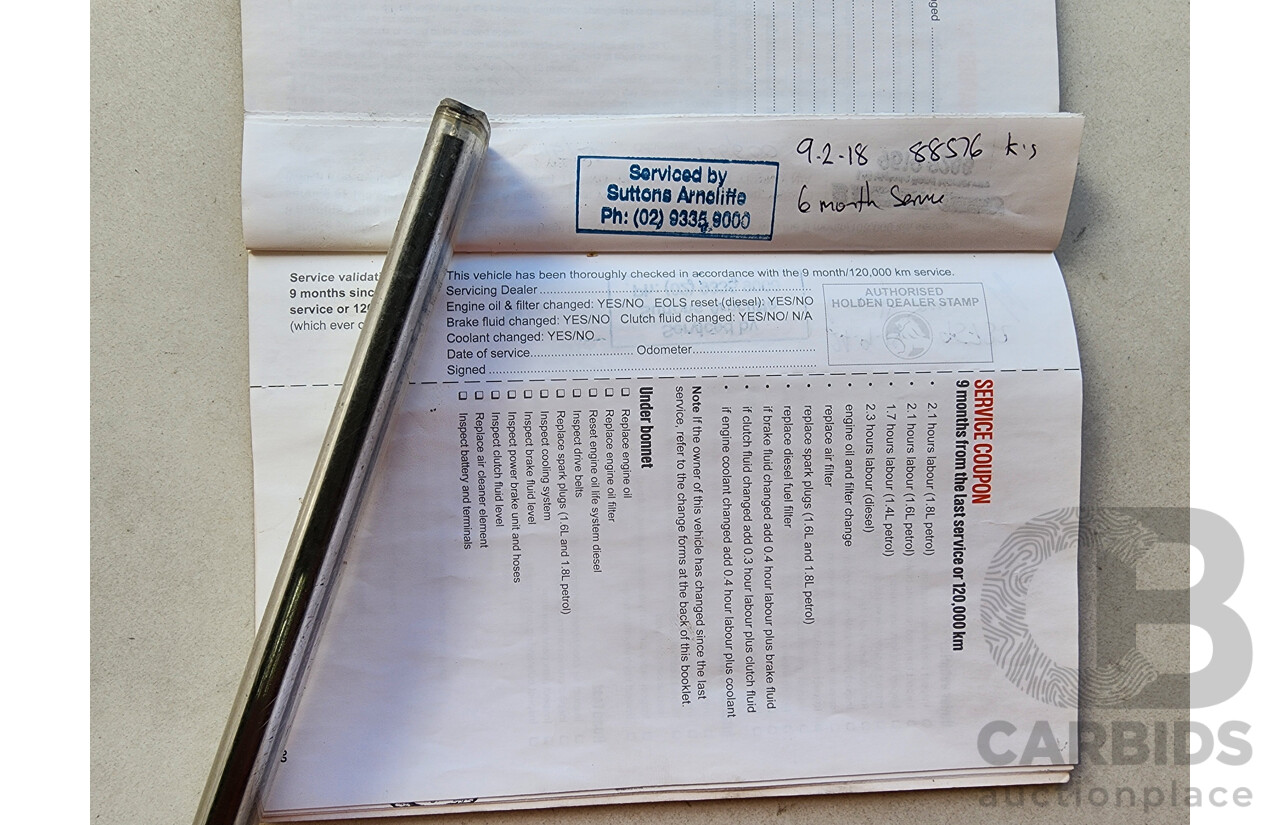 ged
9-2-18 88576 k's
6 month Service
Serviced by
Suttons Arncliffe
Ph: (02) 9335 9000
Service validat
9 months sinc
service or 12
(which ever
This vehicle has been thoroughly checked in accordance with the 9 month/120,000 km service.
Servicing Dealer
Engine oil & filter changed: YES/NO EOLS reset (diesel): YES/NO
Brake fluid changed: YES/NO Clutch fluid changed: YES/NO/ N/A
Coolant changed: YES/NO
Date of service Odometer
Signed
AUTHORISED
HOLDEN DEALER STAMP
SERVICE COUPON
9 months from the last service or 120,000 km
• 2.1 hours labour (1.8L petrol)
• 2.1 hours labour (1.6L petrol)
• 1.7 hours labour (1.4L petrol)
• 2.3 hours labour (diesel)
• engine oil and filter change
• replace air filter
• replace spark plugs (1.6L and 1.8L petrol)
• replace diesel fuel filter
• if brake fluid changed add 0.4 hour labour plus brake fluid
• if clutch fluid changed add 0.3 hour labour plus clutch fluid
• if engine coolant changed add 0.4 hour labour plus coolant
Note If the owner of this vehicle has changed since the last
service, refer to the change forms at the back of this booklet.
Under bonnet
❑ Replace engine oil
❑ Replace engine oil filter
❑ Reset engine oil life system diesel
❑ Inspect drive belts
❑ Replace spark plugs (1.6L and 1.8L petrol)
❑ Inspect cooling system
❑ Inspect brake fluid level
❑ Inspect power brake unit and hoses
❑ Inspect clutch fluid level
❑ Replace air cleaner element
❑ Inspect battery and terminals
3
CB
CARBIDS
auctionplace